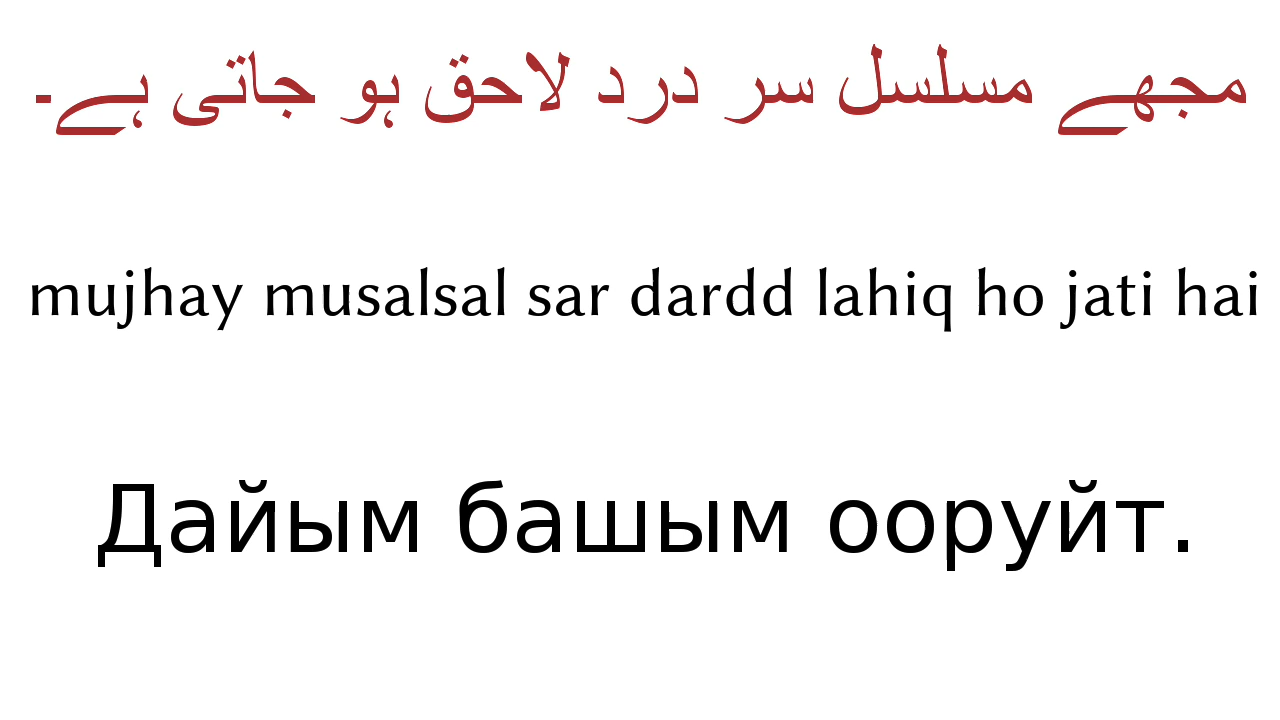 مجھے مسلسل سر درد لاحق ہو جاتی ہے۔
mujhay musalsal sar dardd lahiq ho jati hai
Дайым башым ооруйт.